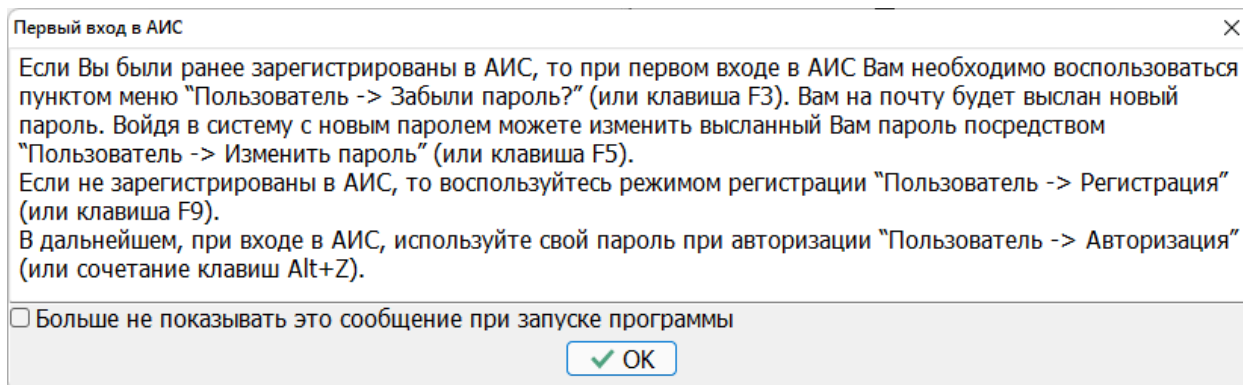 Первый вход в АИС
Если Вы были ранее зарегистрированы в АИС, то при первом входе в АИС Вам необходимо воспользоваться
пунктом меню “Пользователь -> Забыли пароль?” (или клавиша F3). Вам на почту будет выслан новый
пароль. Войдя в систему с новым паролем можете изменить высланный Вам пароль посредством
“Пользователь -> Изменить пароль” (или клавиша F5).
Если не зарегистрированы в АИС, то воспользуйтесь режимом регистрации “Пользователь -> Регистрация”
(или клавиша F9).
В дальнейшем, при входе в АИС, используйте свой пароль при авторизации “Пользователь -> Авторизация”
(или сочетание клавиш Alt+Z).
Больше не показывать это сообщение при запуске программы
OK